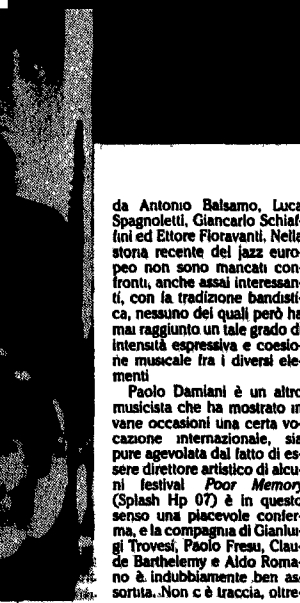 da Antonio Balsamo, Luca
Spagnoletti, Giancarlo Schiaf-
fini ed Ettore Fioravanti, Nella
storia recente del jazz euro-
peo non sono mancati con-
fronti, anche assai interessan-
ti, con la tradizione bandisti-
ca, nessuno dei quali però ha
mai raggiunto un tale grado di
intensità espressiva e coesio-
ne musicale fra i diversi ele-
menti
Paolo Damiani è un altro
musicista che ha mostrato in
varie occasioni una certa vo-
cazione internazionale, sia
pure agevolata dal fatto di es-
sere direttore artistico di alcu-
ni festival Poor Memory
(Splash Hp 07) è in questo
senso una piacevole confer-
ma, e la compagnia di Gianlui-
gi Trovesi, Paolo Fresu, Clau-
de Barthelemy e Aldo Roma-
no è indubbiamente ben as-
sortita. Non c è traccia, oltre-